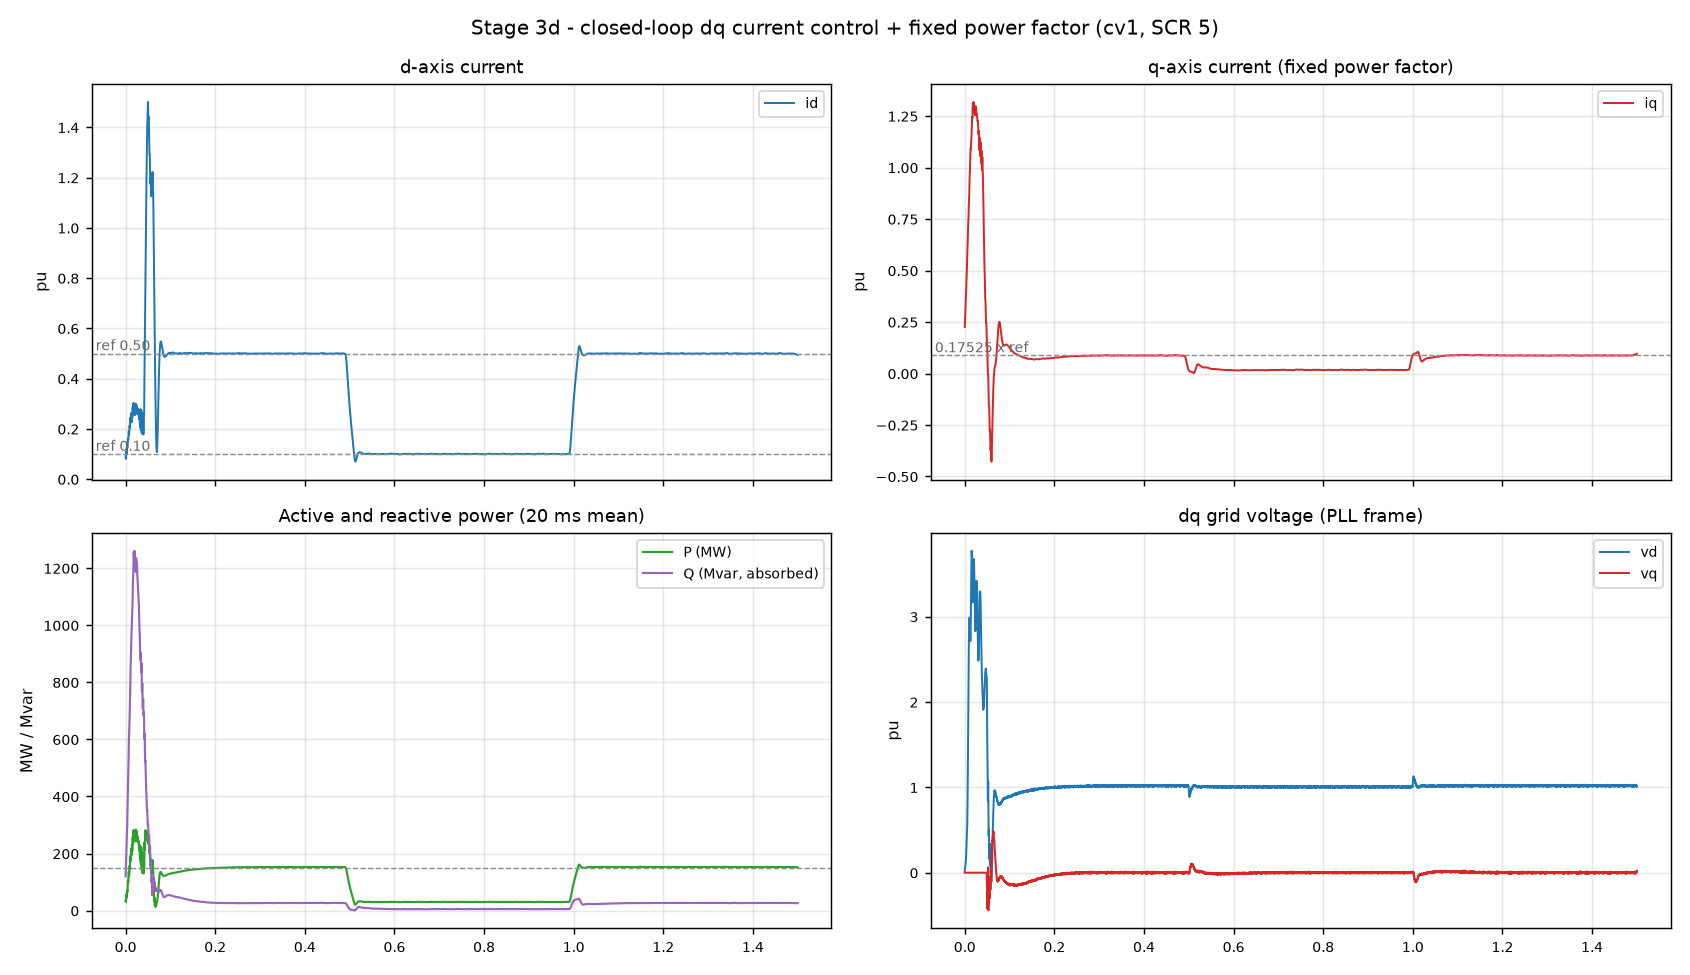 Stage 3d - closed-loop dq current control + fixed power factor (cv1, SCR 5)
d-axis current
id
pu
1.4
1.2
1.0
0.8
0.6
0.4
0.2
0.0
ref 0.50
ref 0.10
q-axis current (fixed power factor)
iq
pu
1.25
1.00
0.75
0.50
0.25
0.00
−0.25
−0.50
0.17525 x ref
Active and reactive power (20 ms mean)
P (MW)
Q (Mvar, absorbed)
MW / Mvar
1200
1000
800
600
400
200
0
0.0 0.2 0.4 0.6 0.8 1.0 1.2 1.4
dq grid voltage (PLL frame)
vd
vq
pu
3
2
1
0
0.0 0.2 0.4 0.6 0.8 1.0 1.2 1.4